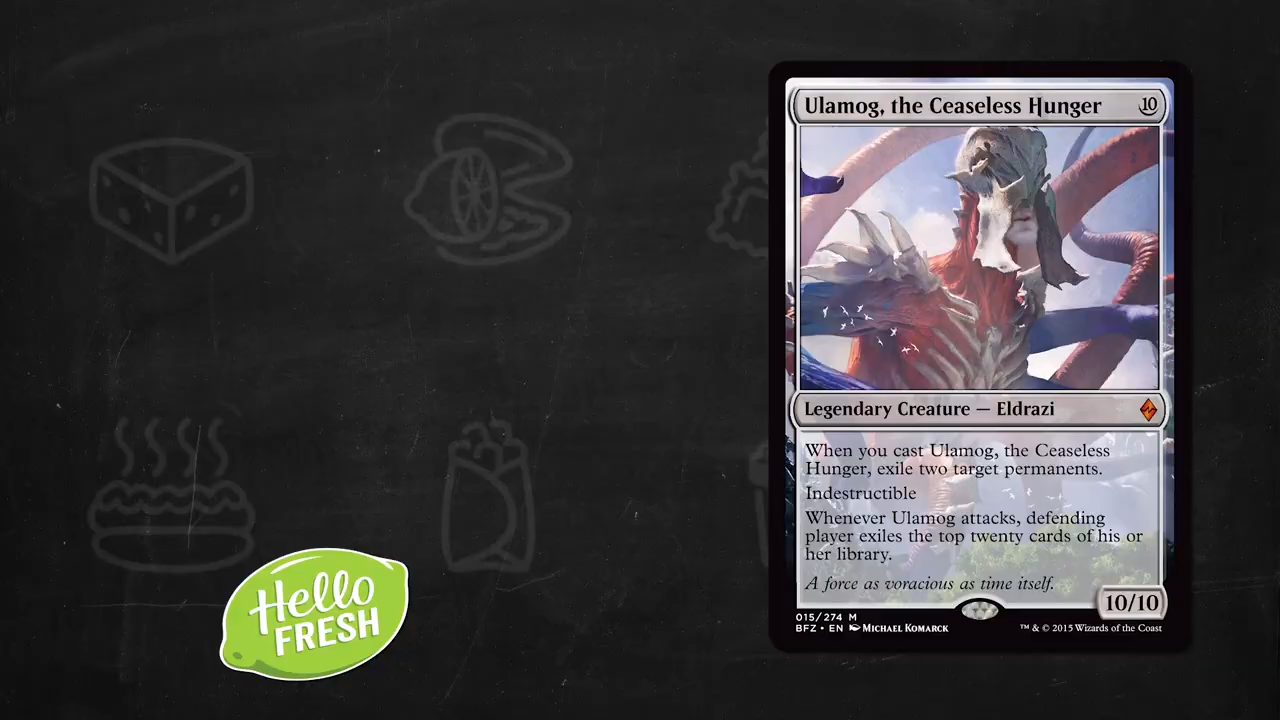 Ulamog, the Ceaseless Hunger 10
Legendary Creature — Eldrazi
When you cast Ulamog, the Ceaseless
Hunger, exile two target permanents.
Indestructible
Whenever Ulamog attacks, defending
player exiles the top twenty cards of his or
her library.
A force as voracious as time itself.
10/10
015/274 M
BFZ • EN Michael Komarck
™ & © 2015 Wizards of the Coast
Hello
FRESH